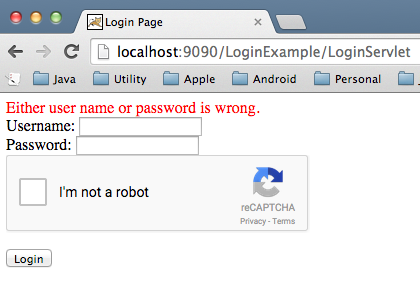 Login Page
localhost:9090/LoginExample/LoginServlet
Java Utility Apple Android Personal
Either user name or password is wrong.
Username:
Password:
I'm not a robot
reCAPTCHA
Privacy - Terms
Login